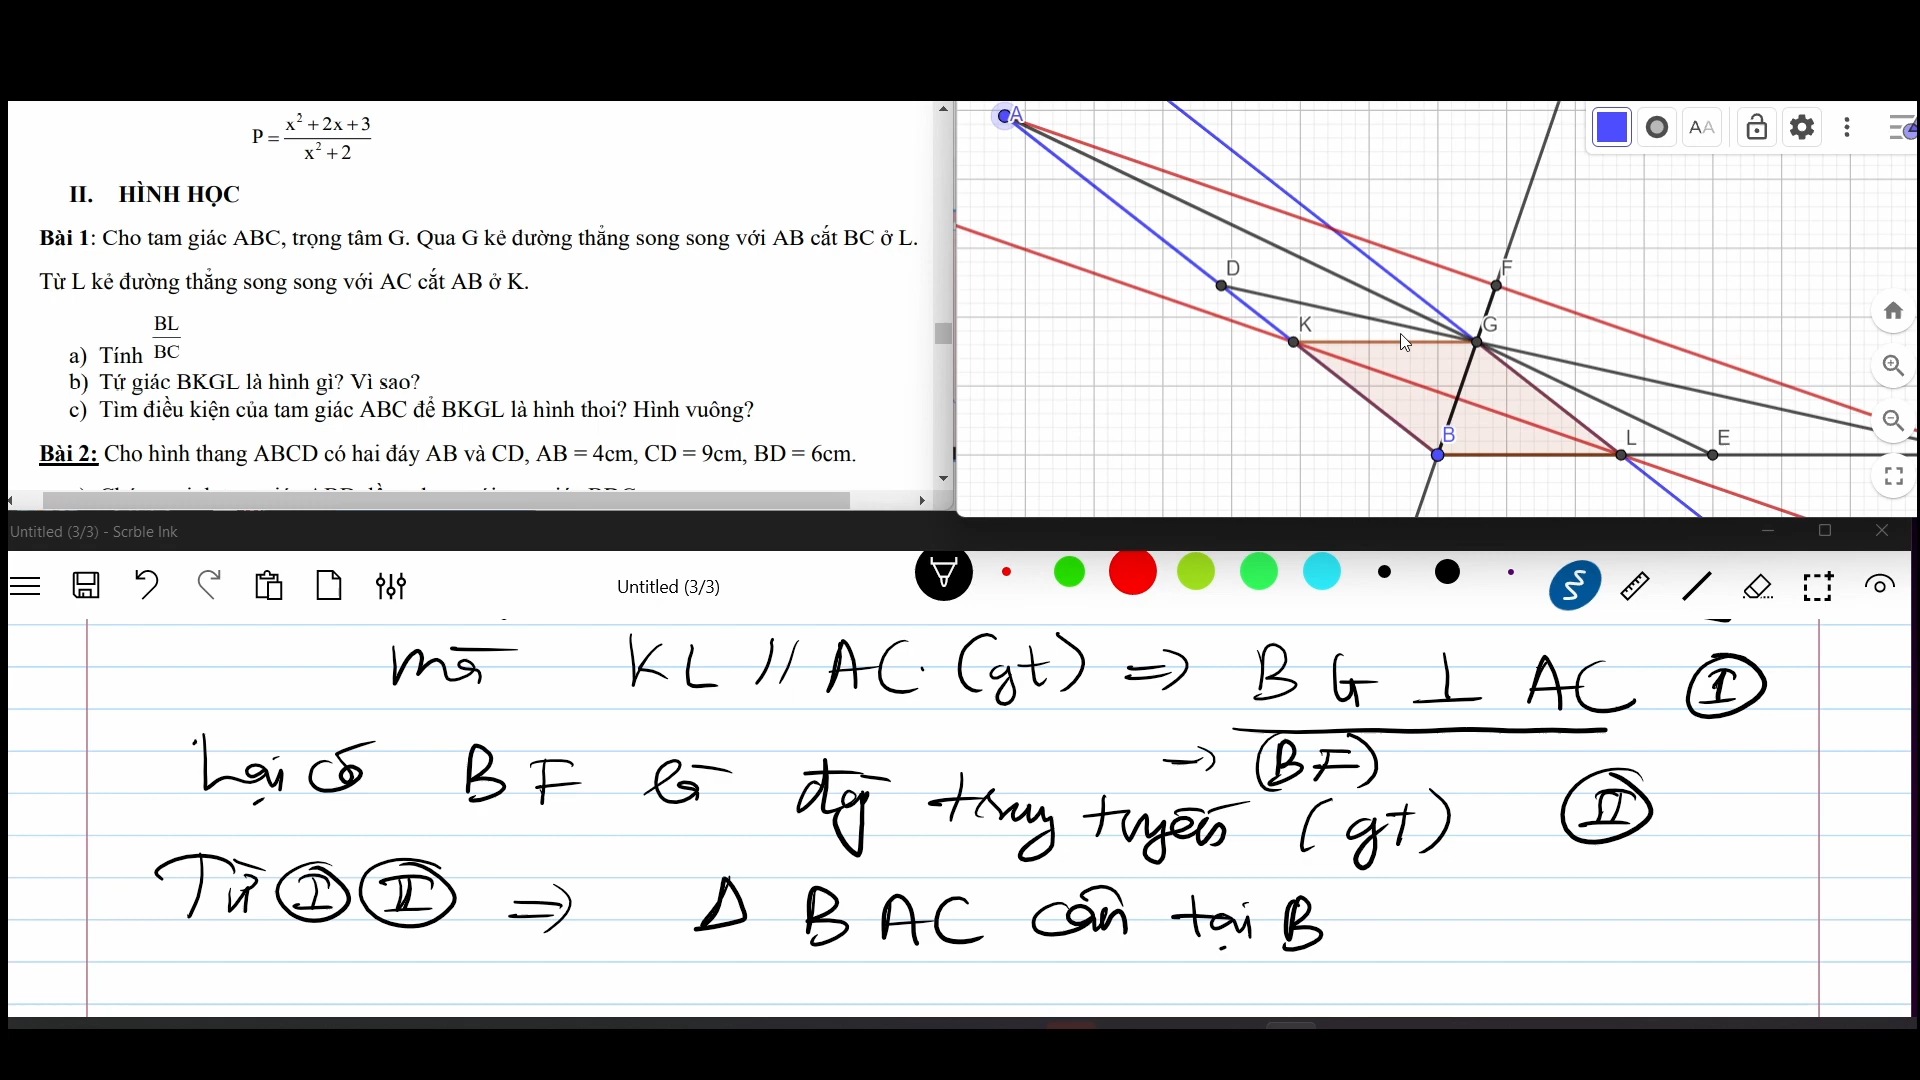 P = (x² + 2x + 3) / (x² + 2)
II. HÌNH HỌC
Bài 1: Cho tam giác ABC, trọng tâm G. Qua G kẻ đường thẳng song song với AB cắt BC ở L.
Từ L kẻ đường thẳng song song với AC cắt AB ở K.
a) Tính BL/BC
b) Tứ giác BKGL là hình gì? Vì sao?
c) Tìm điều kiện của tam giác ABC để BKGL là hình thoi? Hình vuông?
Bài 2: Cho hình thang ABCD có hai đáy AB và CD, AB = 4cm, CD = 9cm, BD = 6cm.
A
D
F
K
G
B
L
E
AA
Untitled (3/3) - Scrble Ink
Untitled (3/3)
mà KL // AC. (gt) => BG ⊥ AC (I)
-> (BF)
Lại có BF là đg trung tuyến (gt) (II)
Từ (I) (II) => Δ BAC cân tại B